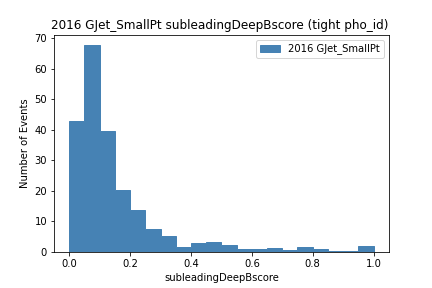 2016 GJet_SmallPt subleadingDeepBscore (tight pho_id)
2016 GJet_SmallPt
Number of Events
70
60
50
40
30
20
10
0
0.0 0.2 0.4 0.6 0.8 1.0
subleadingDeepBscore